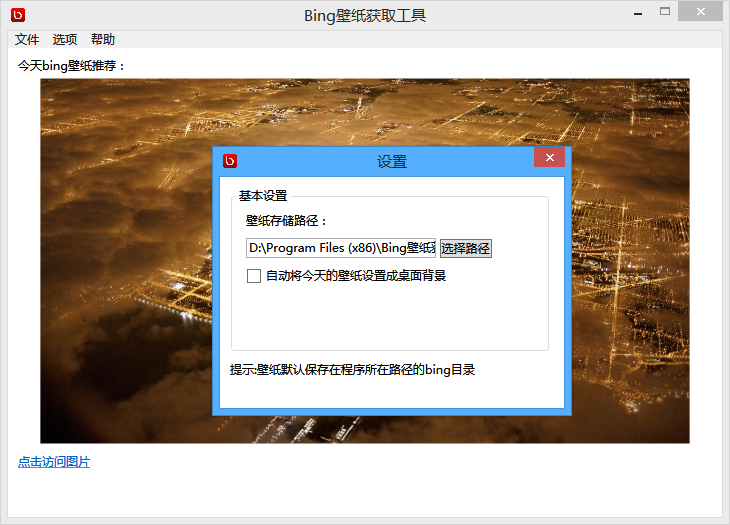 Bing壁纸获取工具
文件 选项 帮助
今天bing壁纸推荐：
设置
基本设置
壁纸存储路径：
D:\Program Files (x86)\Bing壁纸 选择路径
自动将今天的壁纸设置成桌面背景
提示:壁纸默认保存在程序所在路径的bing目录
点击访问图片